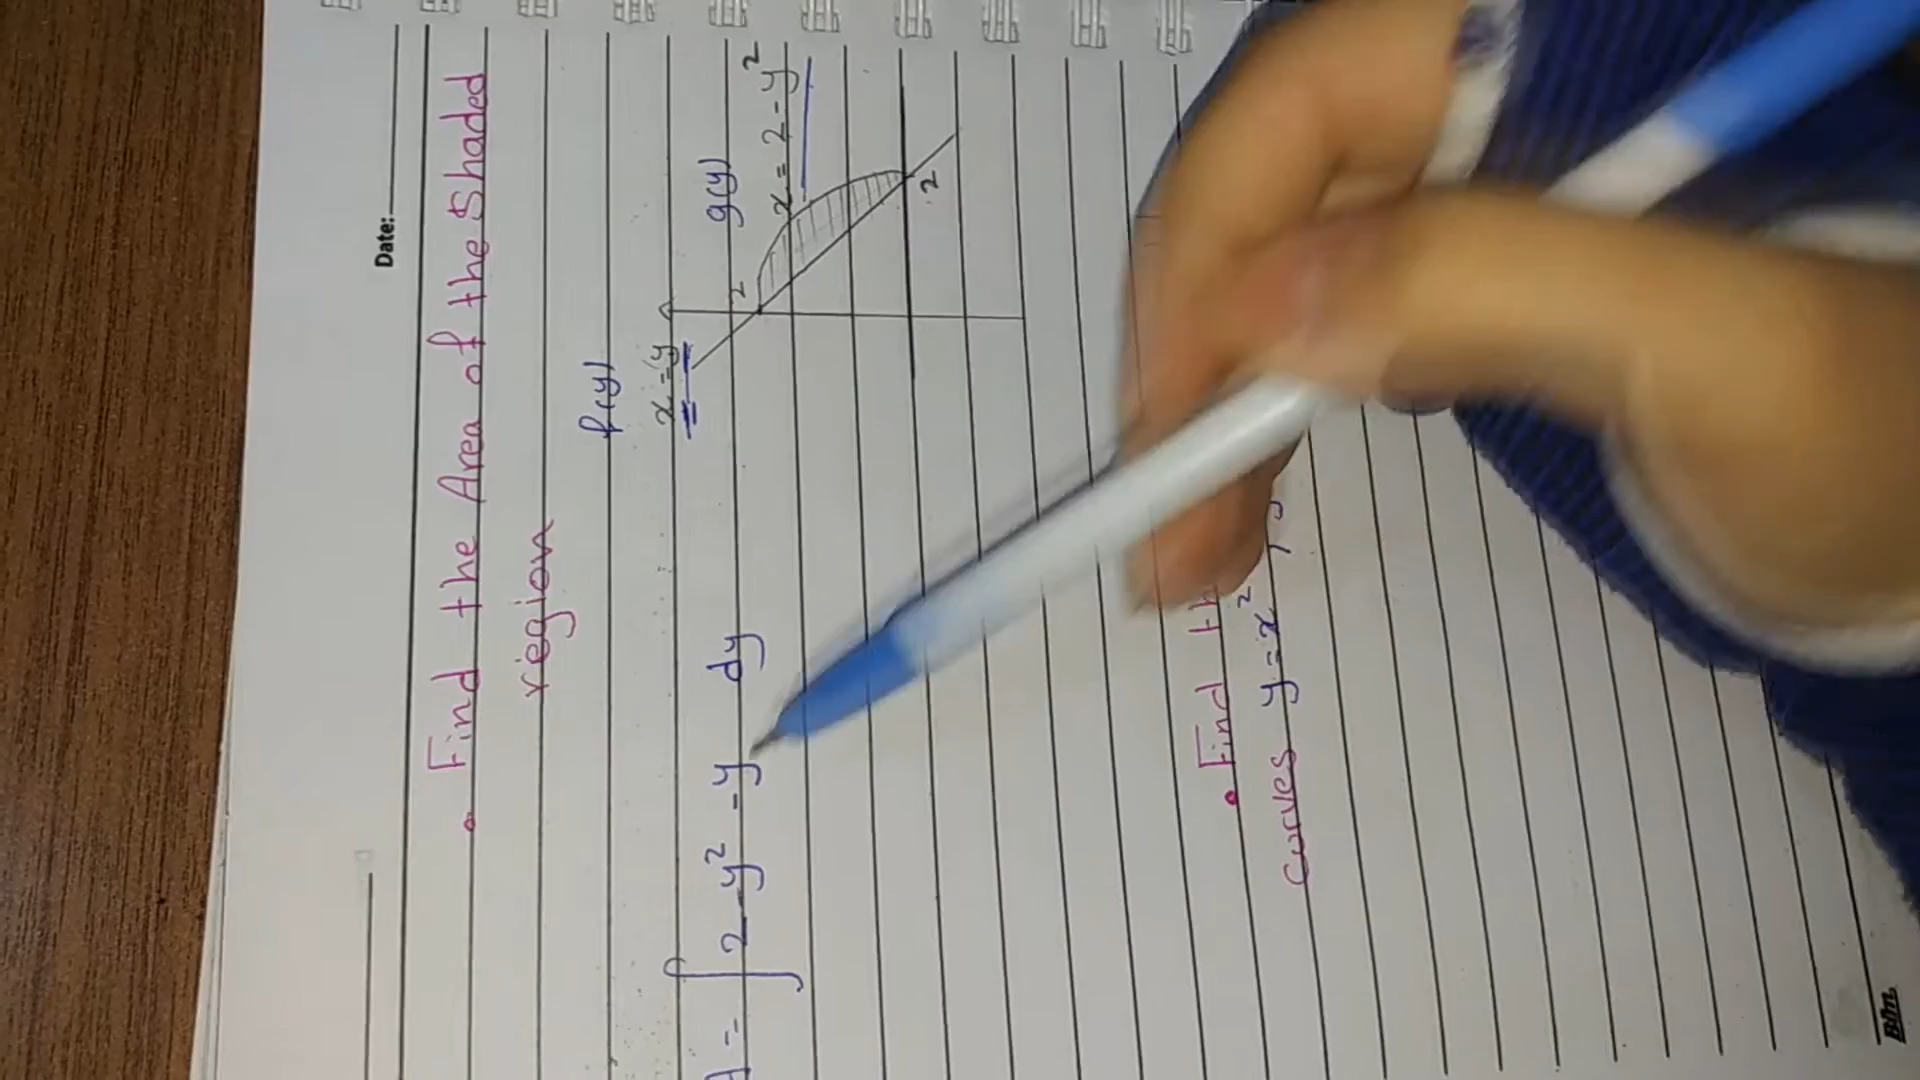 Date:
• Find the Area of the Shaded
region
f(y)
x = y
g(y)
x = 2 - y²
2
2
= ∫ 2 - y² - y dy
• Find th
curves y = x² ,